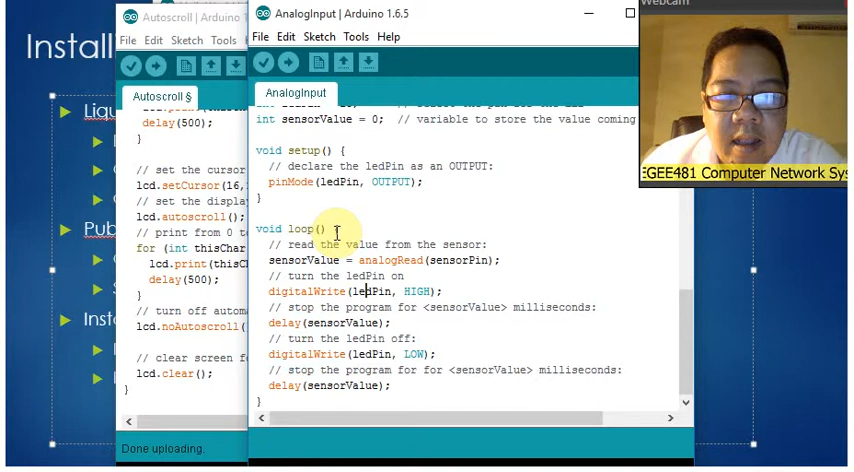 Install
Liqu
Pub
Inst
Autoscroll | Arduino 1.
File Edit Sketch Tools
Autoscroll §
delay(500);
}
// set the cursor
lcd.setCursor(16,
// set the displa
lcd.autoscroll();
// print from 0 to
for (int thisChar
lcd.print(thisCh
delay(500);
}
// turn off automa
lcd.noAutoscroll(
// clear screen fo
lcd.clear();
}
Done uploading.
AnalogInput | Arduino 1.6.5
File Edit Sketch Tools Help
AnalogInput
int sensorValue = 0;  // variable to store the value coming
void setup() {
// declare the ledPin as an OUTPUT:
pinMode(ledPin, OUTPUT);
}
void loop() {
// read the value from the sensor:
sensorValue = analogRead(sensorPin);
// turn the ledPin on
digitalWrite(ledPin, HIGH);
// stop the program for <sensorValue> milliseconds:
delay(sensorValue);
// turn the ledPin off:
digitalWrite(ledPin, LOW);
// stop the program for for <sensorValue> milliseconds:
delay(sensorValue);
}
Webcam
EGEE481 Computer Network Sys